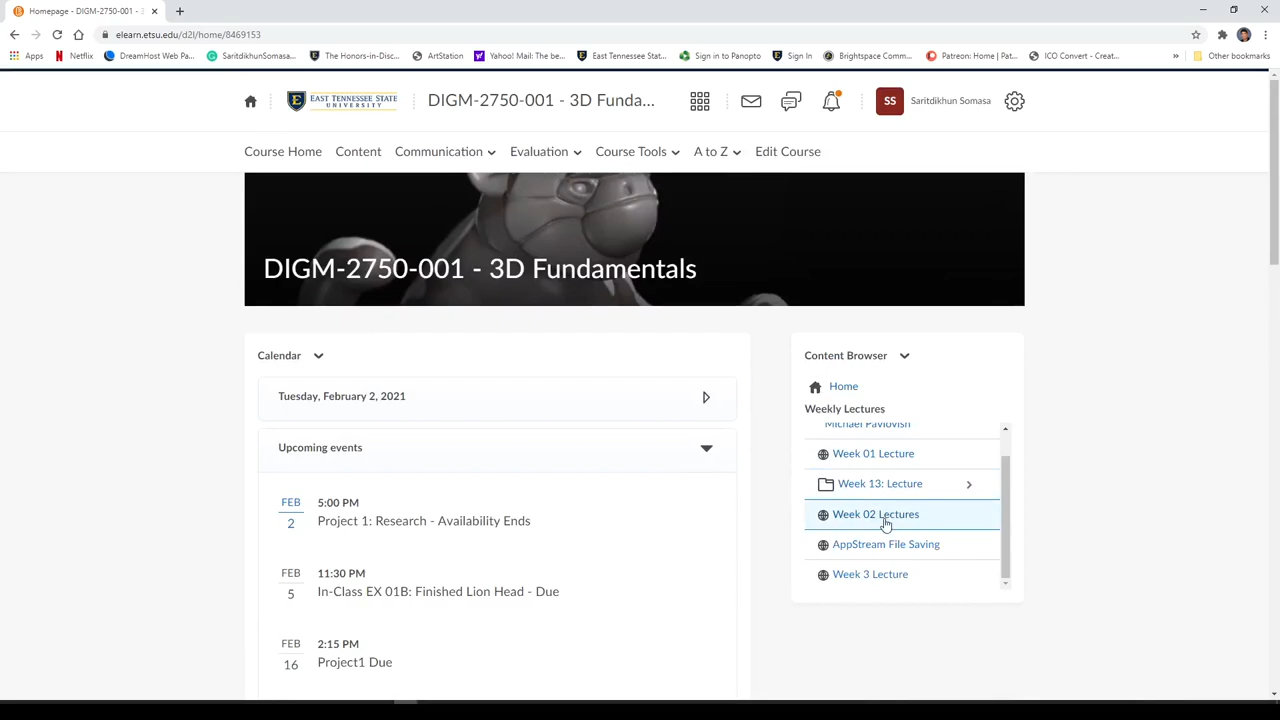 Homepage - DIGM-2750-001 - 3
elearn.etsu.edu/d2l/home/8469153
Apps Netflix DreamHost Web Pa... SaritdikhunSomasa... The Honors-in-Disc... ArtStation Yahoo! Mail: The be... East Tennessee Stat... Sign in to Panopto Sign In Brightspace Comm... Patreon: Home | Pat... ICO Convert - Creat... » Other bookmarks
EAST TENNESSEE STATE
UNIVERSITY
DIGM-2750-001 - 3D Funda...
SS
Saritdikhun Somasa
Course Home Content Communication Evaluation Course Tools A to Z Edit Course
DIGM-2750-001 - 3D Fundamentals
Calendar
Tuesday, February 2, 2021
Upcoming events
FEB 5:00 PM
2 Project 1: Research - Availability Ends
FEB 11:30 PM
5 In-Class EX 01B: Finished Lion Head - Due
FEB 2:15 PM
16 Project1 Due
Content Browser
Home
Weekly Lectures
Michael Pavlovish
Week 01 Lecture
Week 13: Lecture
Week 02 Lectures
AppStream File Saving
Week 3 Lecture